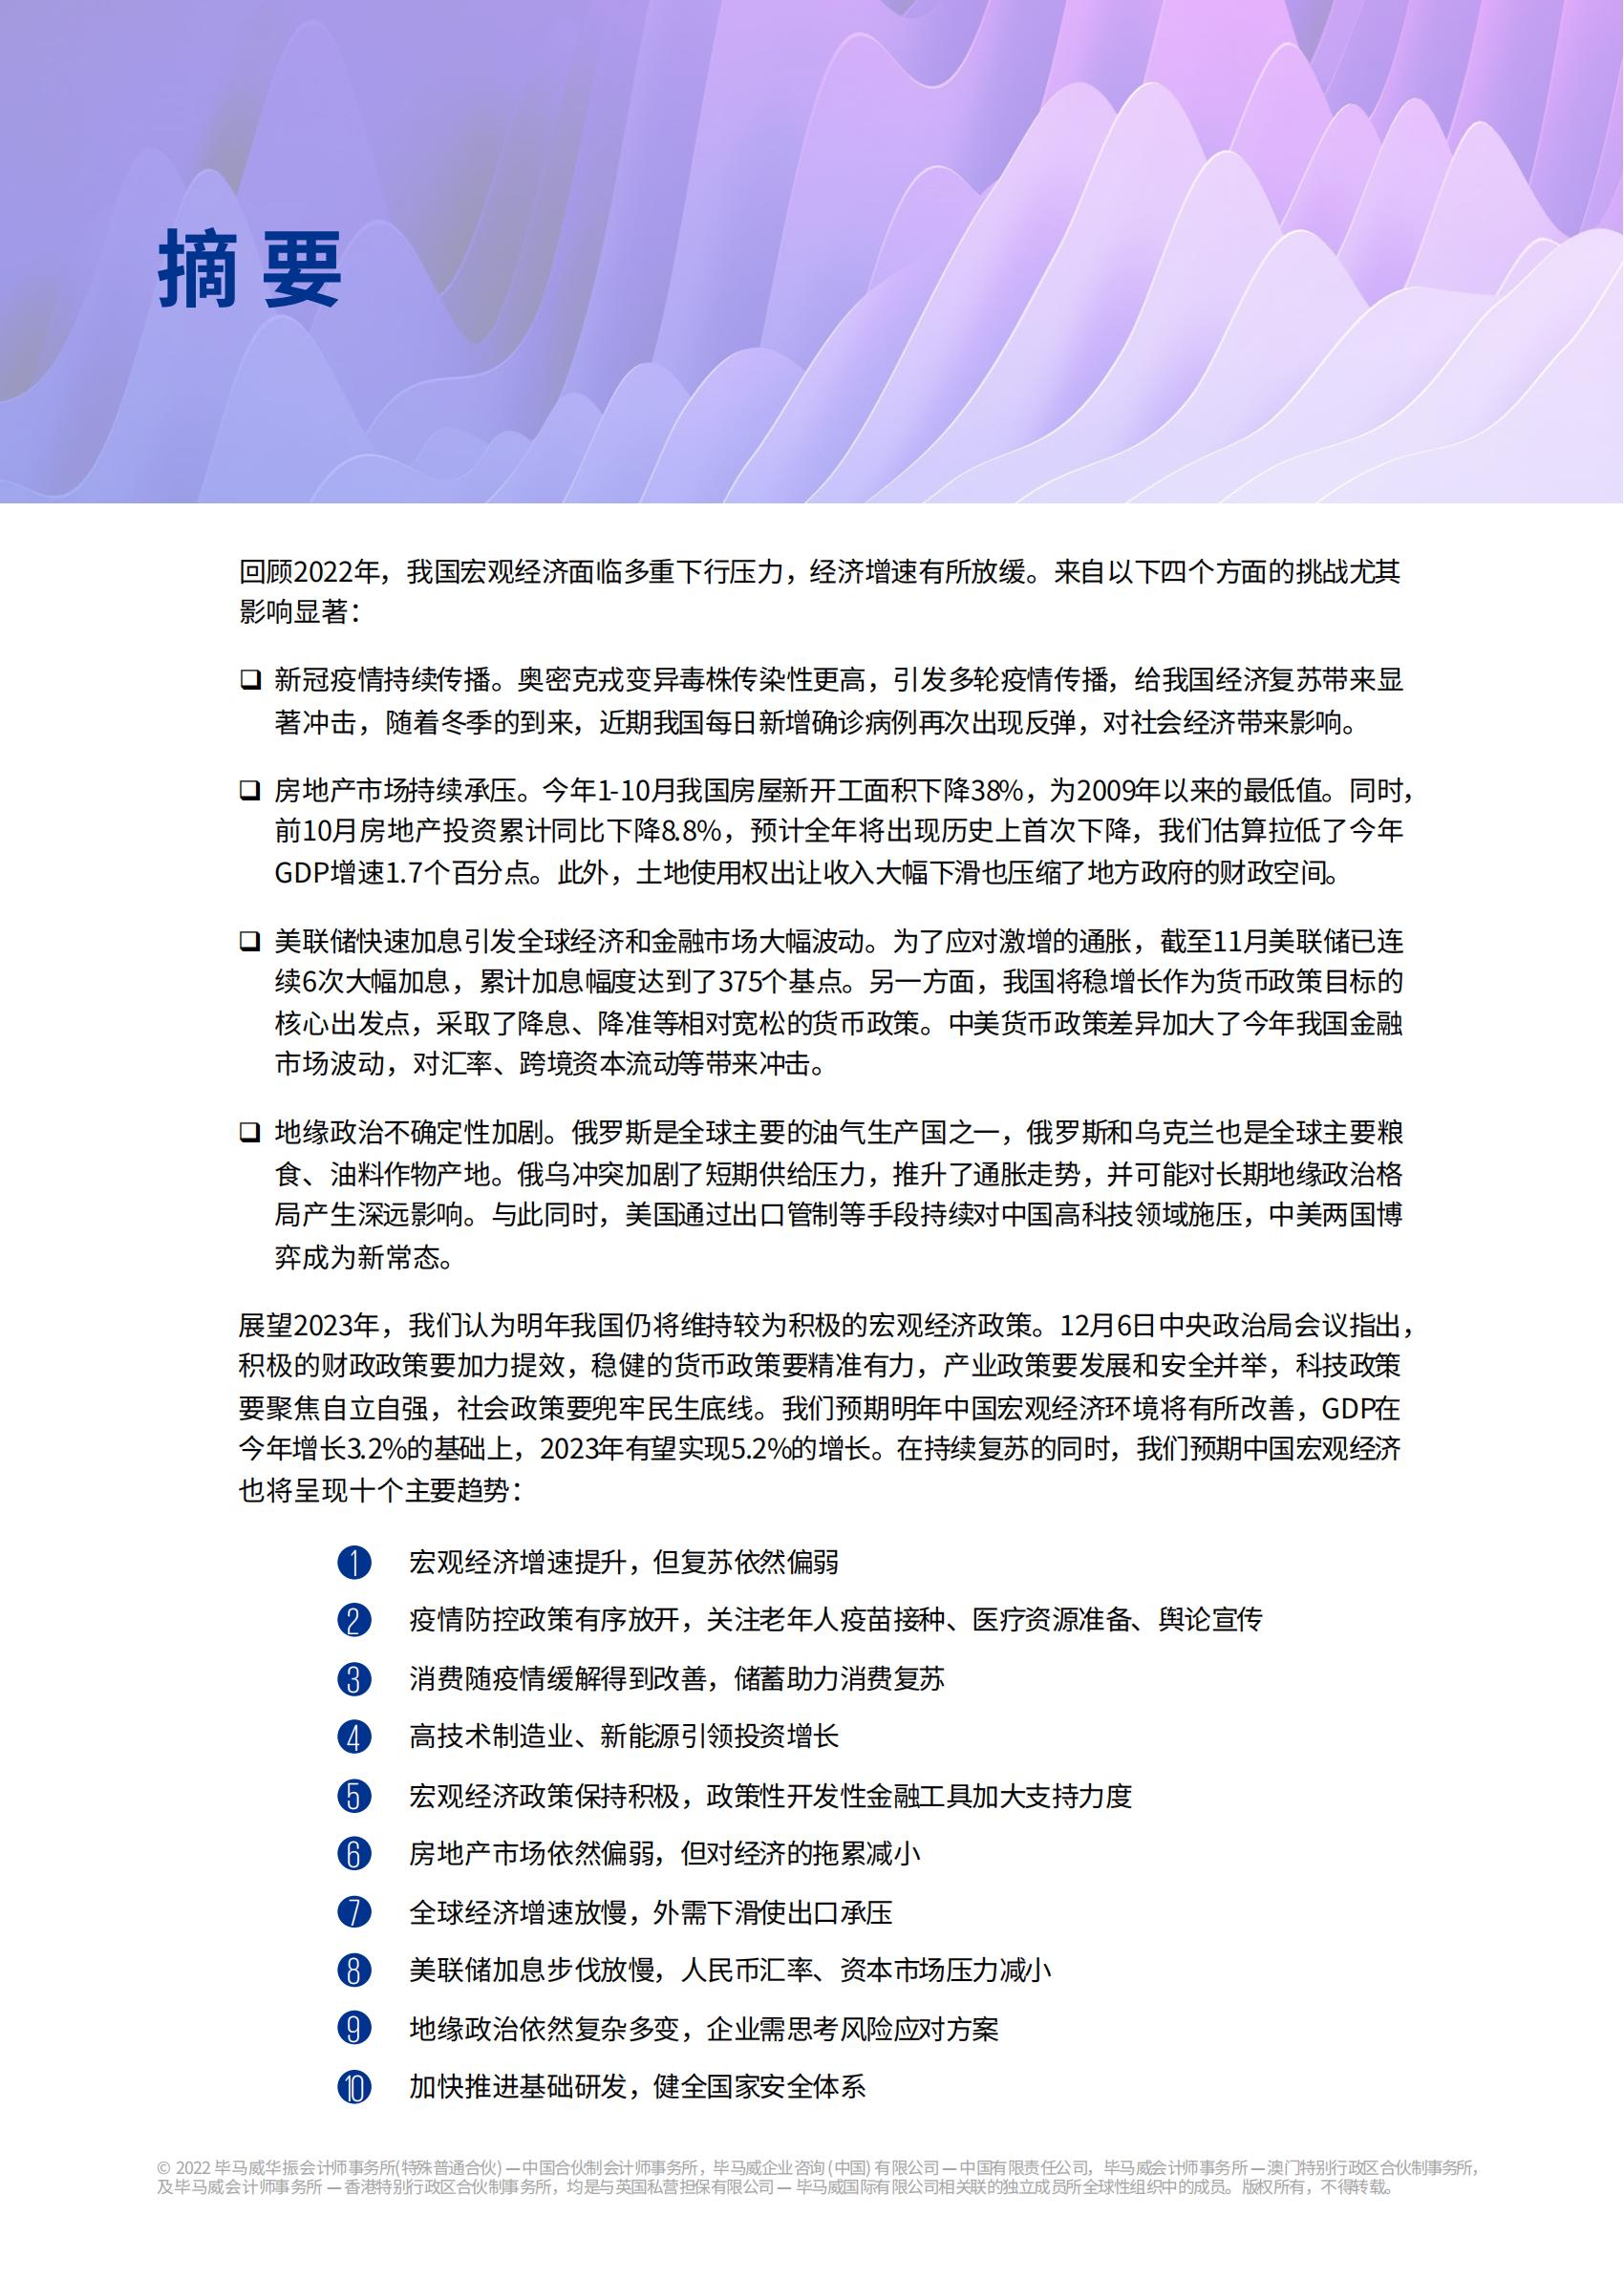 摘要
回顾2022年，我国宏观经济面临多重下行压力，经济增速有所放缓。来自以下四个方面的挑战尤其
影响显著：
❑ 新冠疫情持续传播。奥密克戎变异毒株传染性更高，引发多轮疫情传播，给我国经济复苏带来显
著冲击，随着冬季的到来，近期我国每日新增确诊病例再次出现反弹，对社会经济带来影响。
❑ 房地产市场持续承压。今年1-10月我国房屋新开工面积下降38%，为2009年以来的最低值。同时，
前10月房地产投资累计同比下降8.8%，预计全年将出现历史上首次下降，我们估算拉低了今年
GDP增速1.7个百分点。此外，土地使用权出让收入大幅下滑也压缩了地方政府的财政空间。
❑ 美联储快速加息引发全球经济和金融市场大幅波动。为了应对激增的通胀，截至11月美联储已连
续6次大幅加息，累计加息幅度达到了375个基点。另一方面，我国将稳增长作为货币政策目标的
核心出发点，采取了降息、降准等相对宽松的货币政策。中美货币政策差异加大了今年我国金融
市场波动，对汇率、跨境资本流动等带来冲击。
❑ 地缘政治不确定性加剧。俄罗斯是全球主要的油气生产国之一，俄罗斯和乌克兰也是全球主要粮
食、油料作物产地。俄乌冲突加剧了短期供给压力，推升了通胀走势，并可能对长期地缘政治格
局产生深远影响。与此同时，美国通过出口管制等手段持续对中国高科技领域施压，中美两国博
弈成为新常态。
展望2023年，我们认为明年我国仍将维持较为积极的宏观经济政策。12月6日中央政治局会议指出，
积极的财政政策要加力提效，稳健的货币政策要精准有力，产业政策要发展和安全并举，科技政策
要聚焦自立自强，社会政策要兜牢民生底线。我们预期明年中国宏观经济环境将有所改善，GDP在
今年增长3.2%的基础上，2023年有望实现5.2%的增长。在持续复苏的同时，我们预期中国宏观经济
也将呈现十个主要趋势：
1 宏观经济增速提升，但复苏依然偏弱
2 疫情防控政策有序放开，关注老年人疫苗接种、医疗资源准备、舆论宣传
3 消费随疫情缓解得到改善，储蓄助力消费复苏
4 高技术制造业、新能源引领投资增长
5 宏观经济政策保持积极，政策性开发性金融工具加大支持力度
6 房地产市场依然偏弱，但对经济的拖累减小
7 全球经济增速放慢，外需下滑使出口承压
8 美联储加息步伐放慢，人民币汇率、资本市场压力减小
9 地缘政治依然复杂多变，企业需思考风险应对方案
10 加快推进基础研发，健全国家安全体系
© 2022 毕马威华振会计师事务所(特殊普通合伙) — 中国合伙制会计师事务所，毕马威企业咨询 (中国) 有限公司 — 中国有限责任公司，毕马威会计师事务所 — 澳门特别行政区合伙制事务所，
及毕马威会计师事务所 — 香港特别行政区合伙制事务所，均是与英国私营担保有限公司 — 毕马威国际有限公司相关联的独立成员所全球性组织中的成员。版权所有，不得转载。